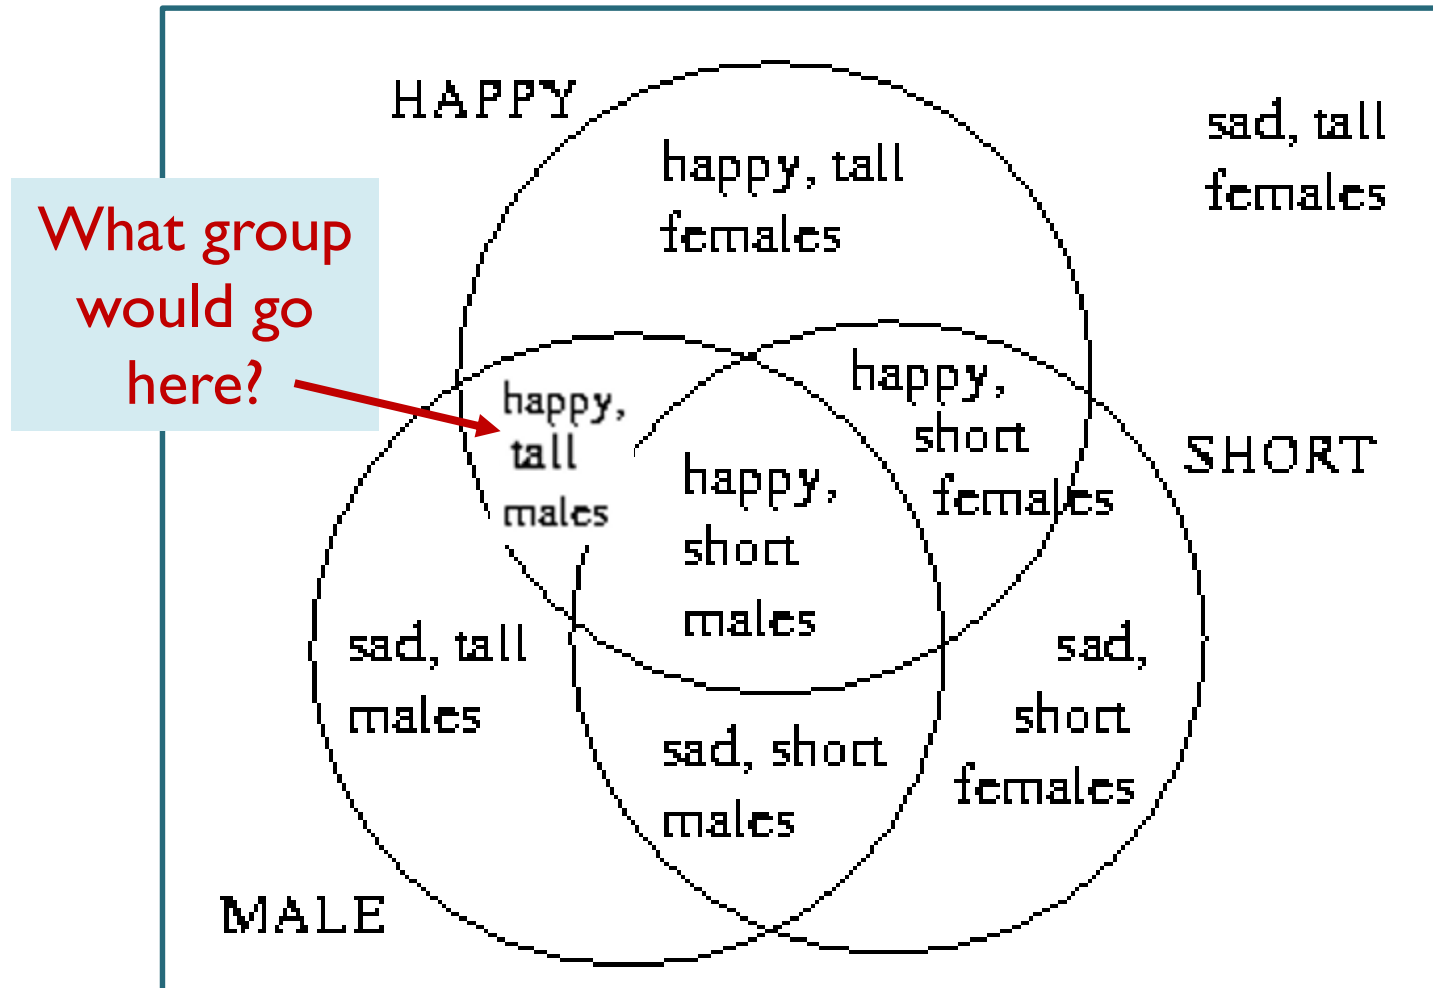 HAPPY
happy, tall
females
sad, tall
females
What group
would go
here?
happy,
tall
males
happy,
short
males
happy,
short
females
SHORT
sad, tall
males
sad, short
males
sad,
short
females
MALE